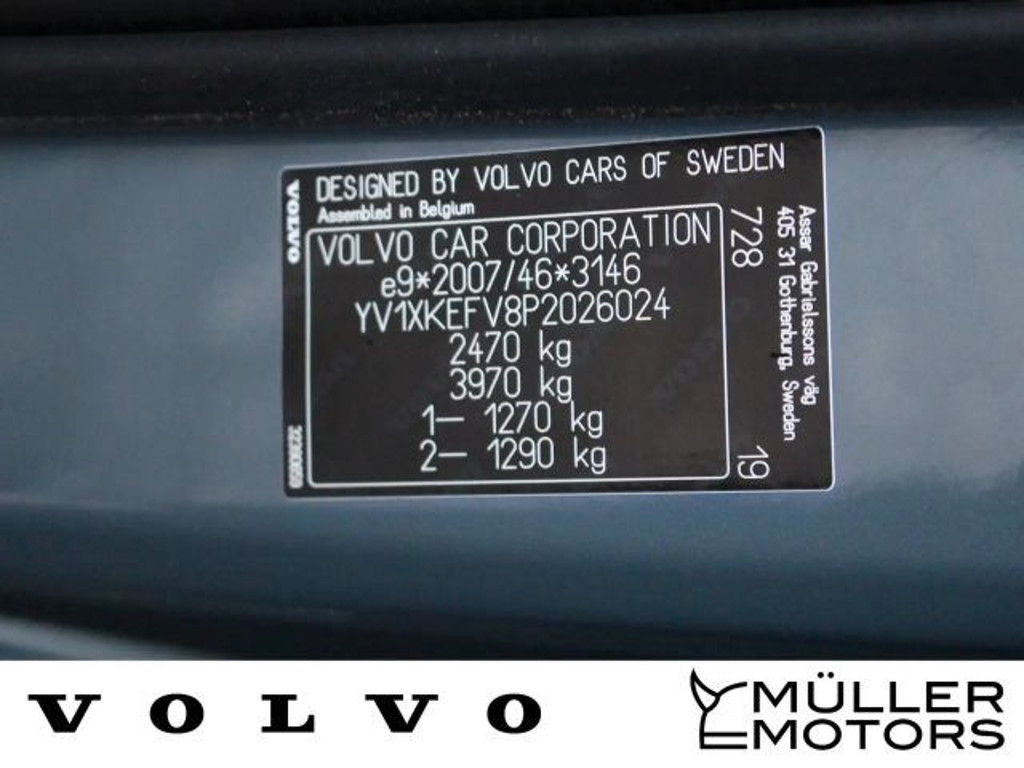 DESIGNED BY VOLVO CARS OF SWEDEN
Assembled in Belgium
VOLVO
VOLVO CAR CORPORATION
e9*2007/46*3146
YV1XKEFV8P2026024
2470 kg
3970 kg
1– 1270 kg
2– 1290 kg
728
19
Assar Gabrielssons väg
405 31 Gothenburg, Sweden
VOLVO
MÜLLER
MOTORS